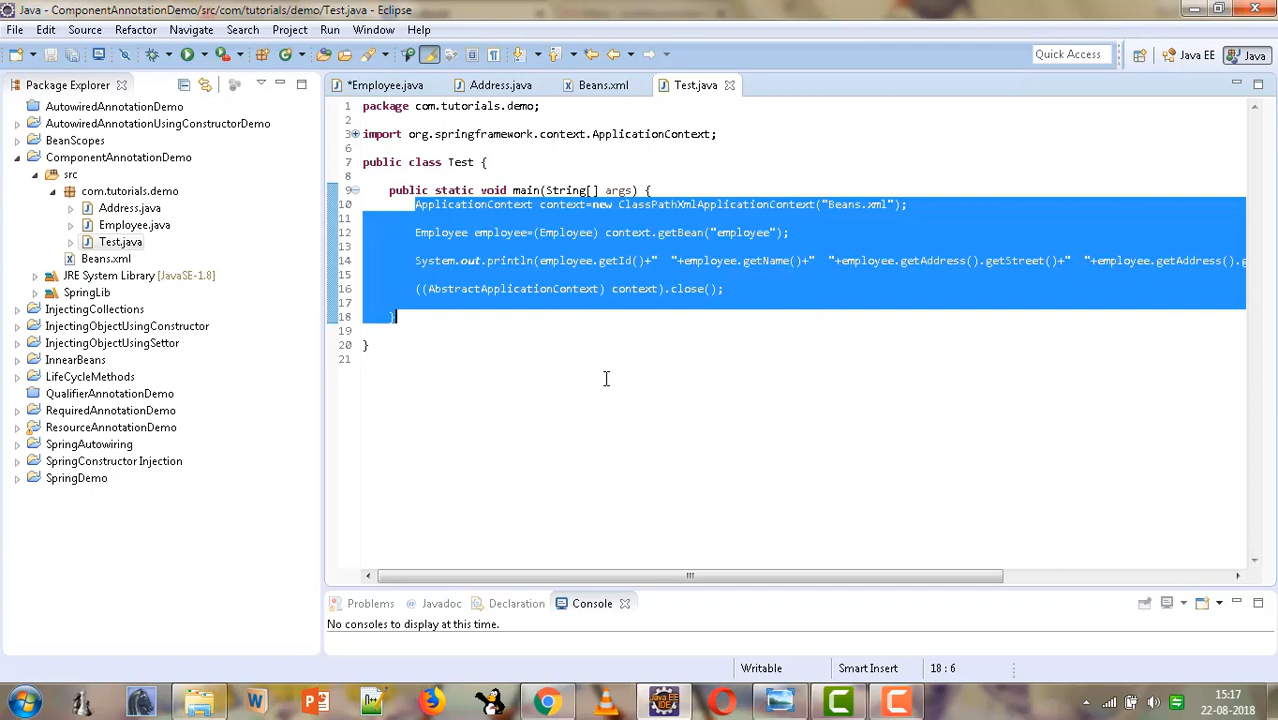 Java - ComponentAnnotationDemo/src/com/tutorials/demo/Test.java - Eclipse
File Edit Source Refactor Navigate Search Project Run Window Help
Quick Access Java EE Java
Package Explorer
*Employee.java Address.java Beans.xml Test.java
AutowiredAnnotationDemo
AutowiredAnnotationUsingConstructorDemo
BeanScopes
ComponentAnnotationDemo
src
com.tutorials.demo
Address.java
Employee.java
Test.java
Beans.xml
JRE System Library [JavaSE-1.8]
SpringLib
InjectingCollections
InjectingObjectUsingConstructor
InjectingObjectUsingSettor
InnearBeans
LifeCycleMethods
QualifierAnnotationDemo
RequiredAnnotationDemo
ResourceAnnotationDemo
SpringAutowiring
SpringConstructor Injection
SpringDemo
1 package com.tutorials.demo;
2
3 import org.springframework.context.ApplicationContext;
6
7 public class Test {
8
9 public static void main(String[] args) {
10 ApplicationContext context=new ClassPathXmlApplicationContext("Beans.xml");
11
12 Employee employee=(Employee) context.getBean("employee");
13
14 System.out.println(employee.getId()+" "+employee.getName()+" "+employee.getAddress().getStreet()+" "+employee.getAddress().g
15
16 ((AbstractApplicationContext) context).close();
17
18 }
19
20 }
21
Problems Javadoc Declaration Console
No consoles to display at this time.
Writable Smart Insert 18 : 6
15:17
22-08-2018